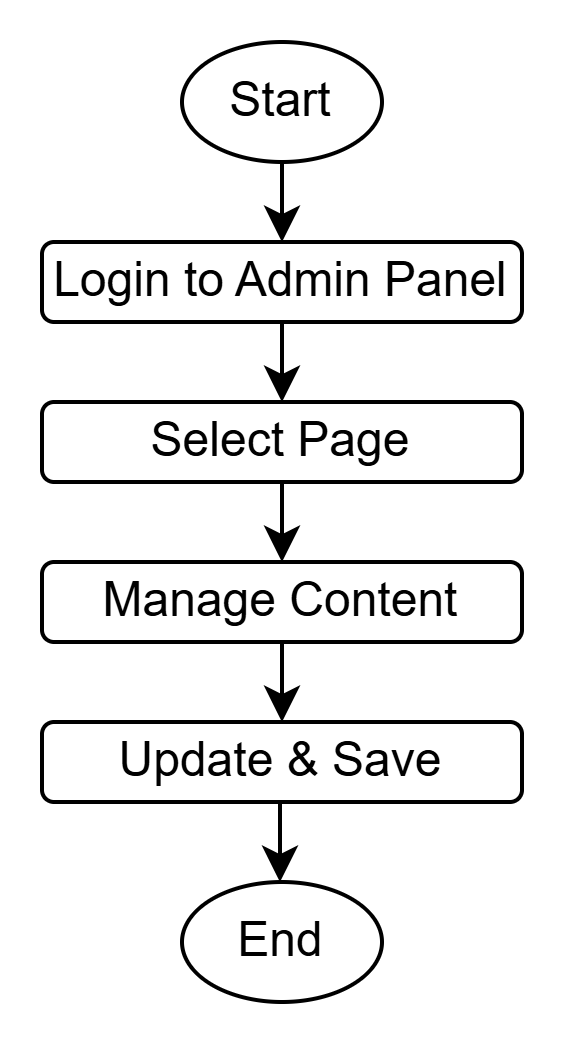 Start
Login to Admin Panel
Select Page
Manage Content
Update & Save
End